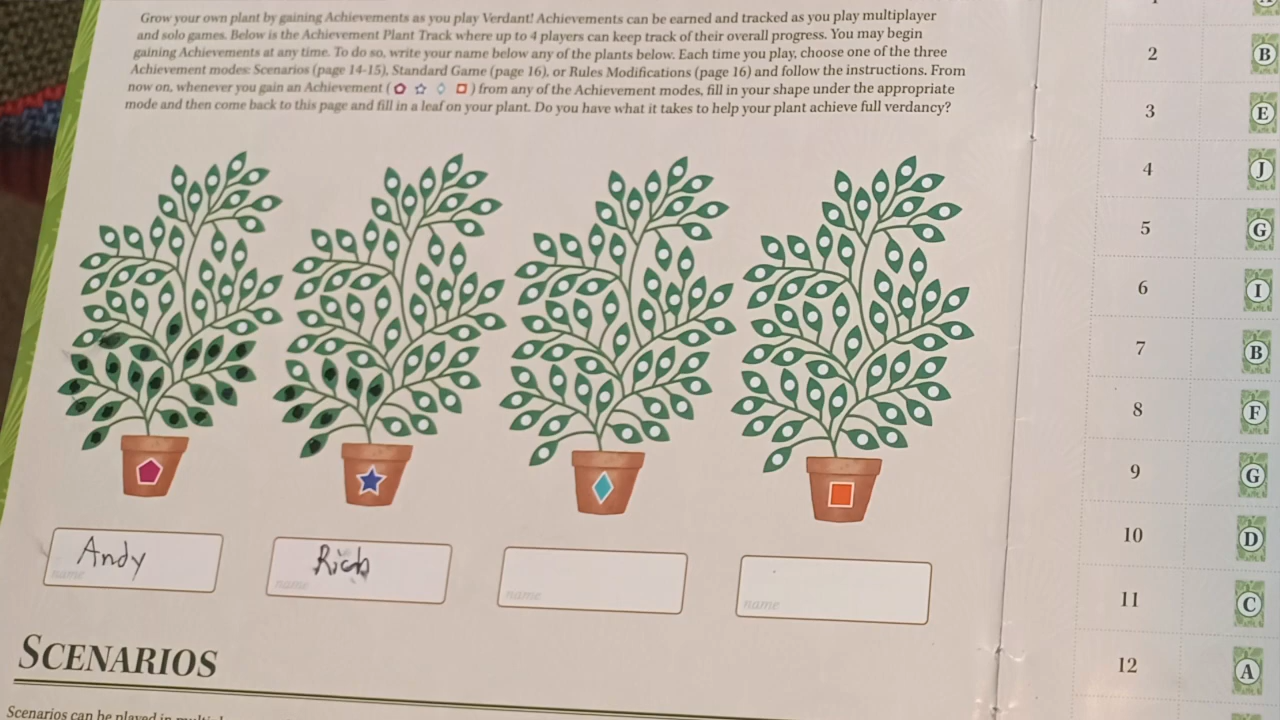 Grow your own plant by gaining Achievements as you play Verdant! Achievements can be earned and tracked as you play multiplayer
and solo games. Below is the Achievement Plant Track where up to 4 players can keep track of their overall progress. You may begin
gaining Achievements at any time. To do so, write your name below any of the plants below. Each time you play, choose one of the three
Achievement modes: Scenarios (page 14-15), Standard Game (page 16), or Rules Modifications (page 16) and follow the instructions. From
now on, whenever you gain an Achievement ( ) from any of the Achievement modes, fill in your shape under the appropriate
mode and then come back to this page and fill in a leaf on your plant. Do you have what it takes to help your plant achieve full verdancy?
Andy
name
Rich
name
name
name
SCENARIOS
Scenarios can be played in
2 B
3 E
4 J
5 G
6 I
7 B
8 F
9 G
10 D
11 C
12 A